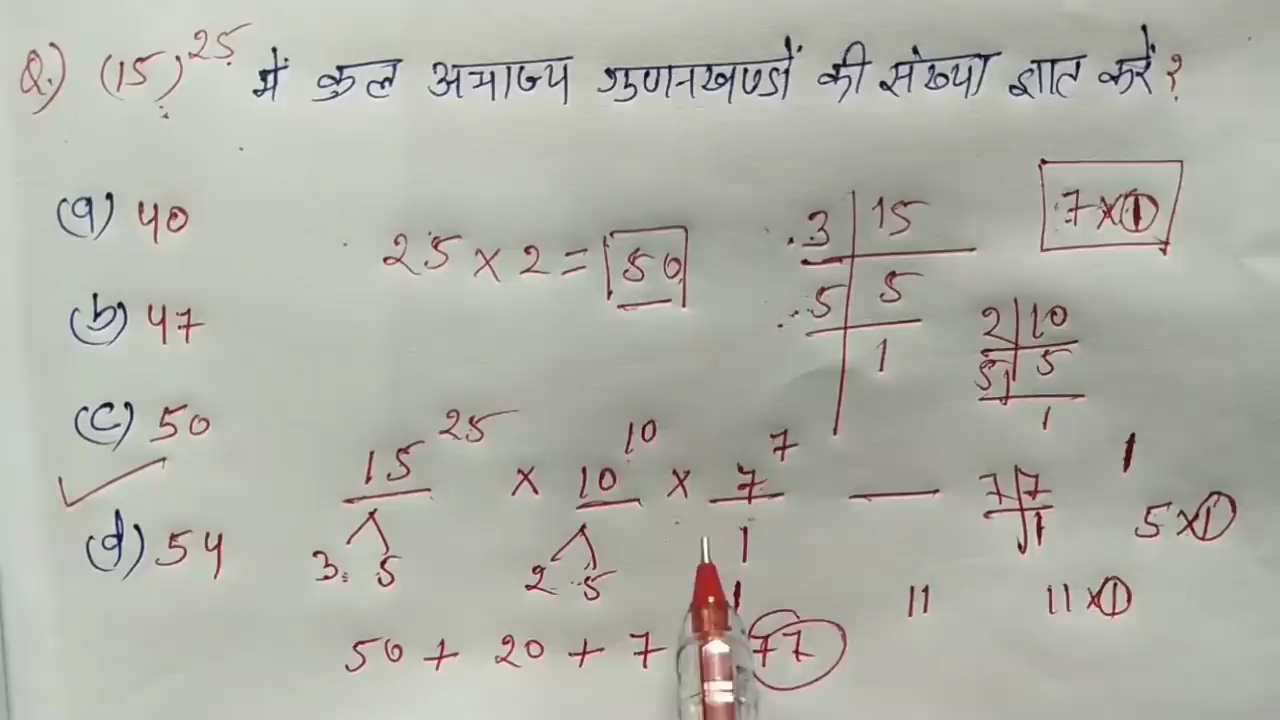 Q.) (15)^25 में कुल अभाज्य गुणनखण्डों की संख्या ज्ञात करें ?
(a) 40
(b) 47
(c) 50
(d) 54
25 × 2 = 50
3 | 15
5 | 5
1
7 × 1
2 | 10
5 | 5
1
15^25 × 10^10 × 7^7
3 5
2 5
1
1
7 | 7
1
1
5 × 1
11
11 × 1
50 + 20 + 7
77